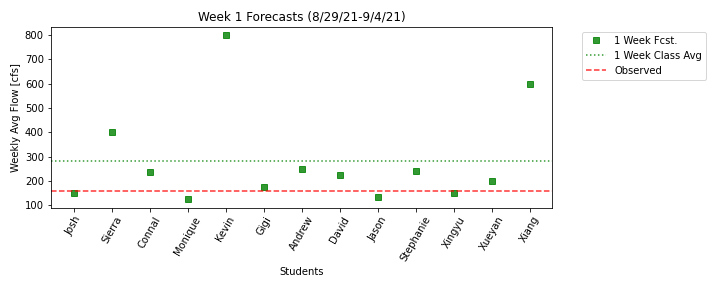 Week 1 Forecasts (8/29/21-9/4/21)
Weekly Avg Flow [cfs]
800
700
600
500
400
300
200
100
Josh
Sierra
Connal
Monique
Kevin
Gigi
Andrew
David
Jason
Stephanie
Xingyu
Xueyan
Xiang
Students
1 Week Fcst.
1 Week Class Avg
Observed